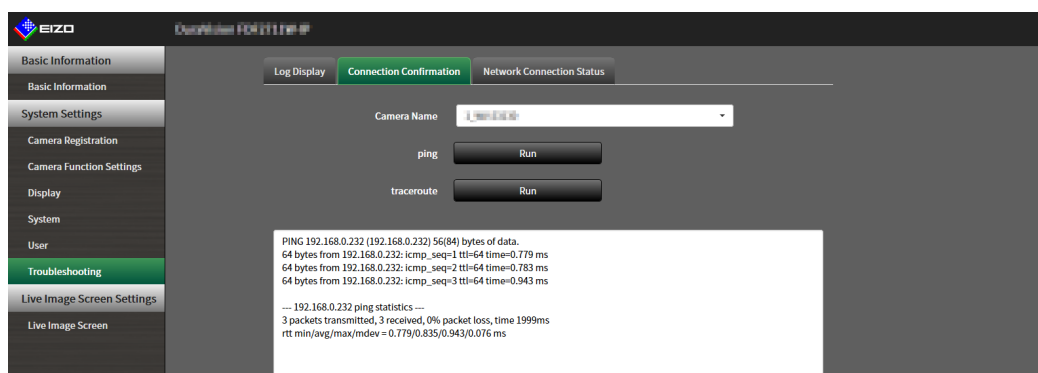 EIZO
Basic Information
Basic Information
System Settings
Camera Registration
Camera Function Settings
Display
System
User
Troubleshooting
Live Image Screen Settings
Live Image Screen
Log Display
Connection Confirmation
Network Connection Status
Camera Name
ping
Run
traceroute
Run
PING 192.168.0.232 (192.168.0.232) 56(84) bytes of data.
64 bytes from 192.168.0.232: icmp_seq=1 ttl=64 time=0.779 ms
64 bytes from 192.168.0.232: icmp_seq=2 ttl=64 time=0.783 ms
64 bytes from 192.168.0.232: icmp_seq=3 ttl=64 time=0.943 ms
--- 192.168.0.232 ping statistics ---
3 packets transmitted, 3 received, 0% packet loss, time 1999ms
rtt min/avg/max/mdev = 0.779/0.835/0.943/0.076 ms